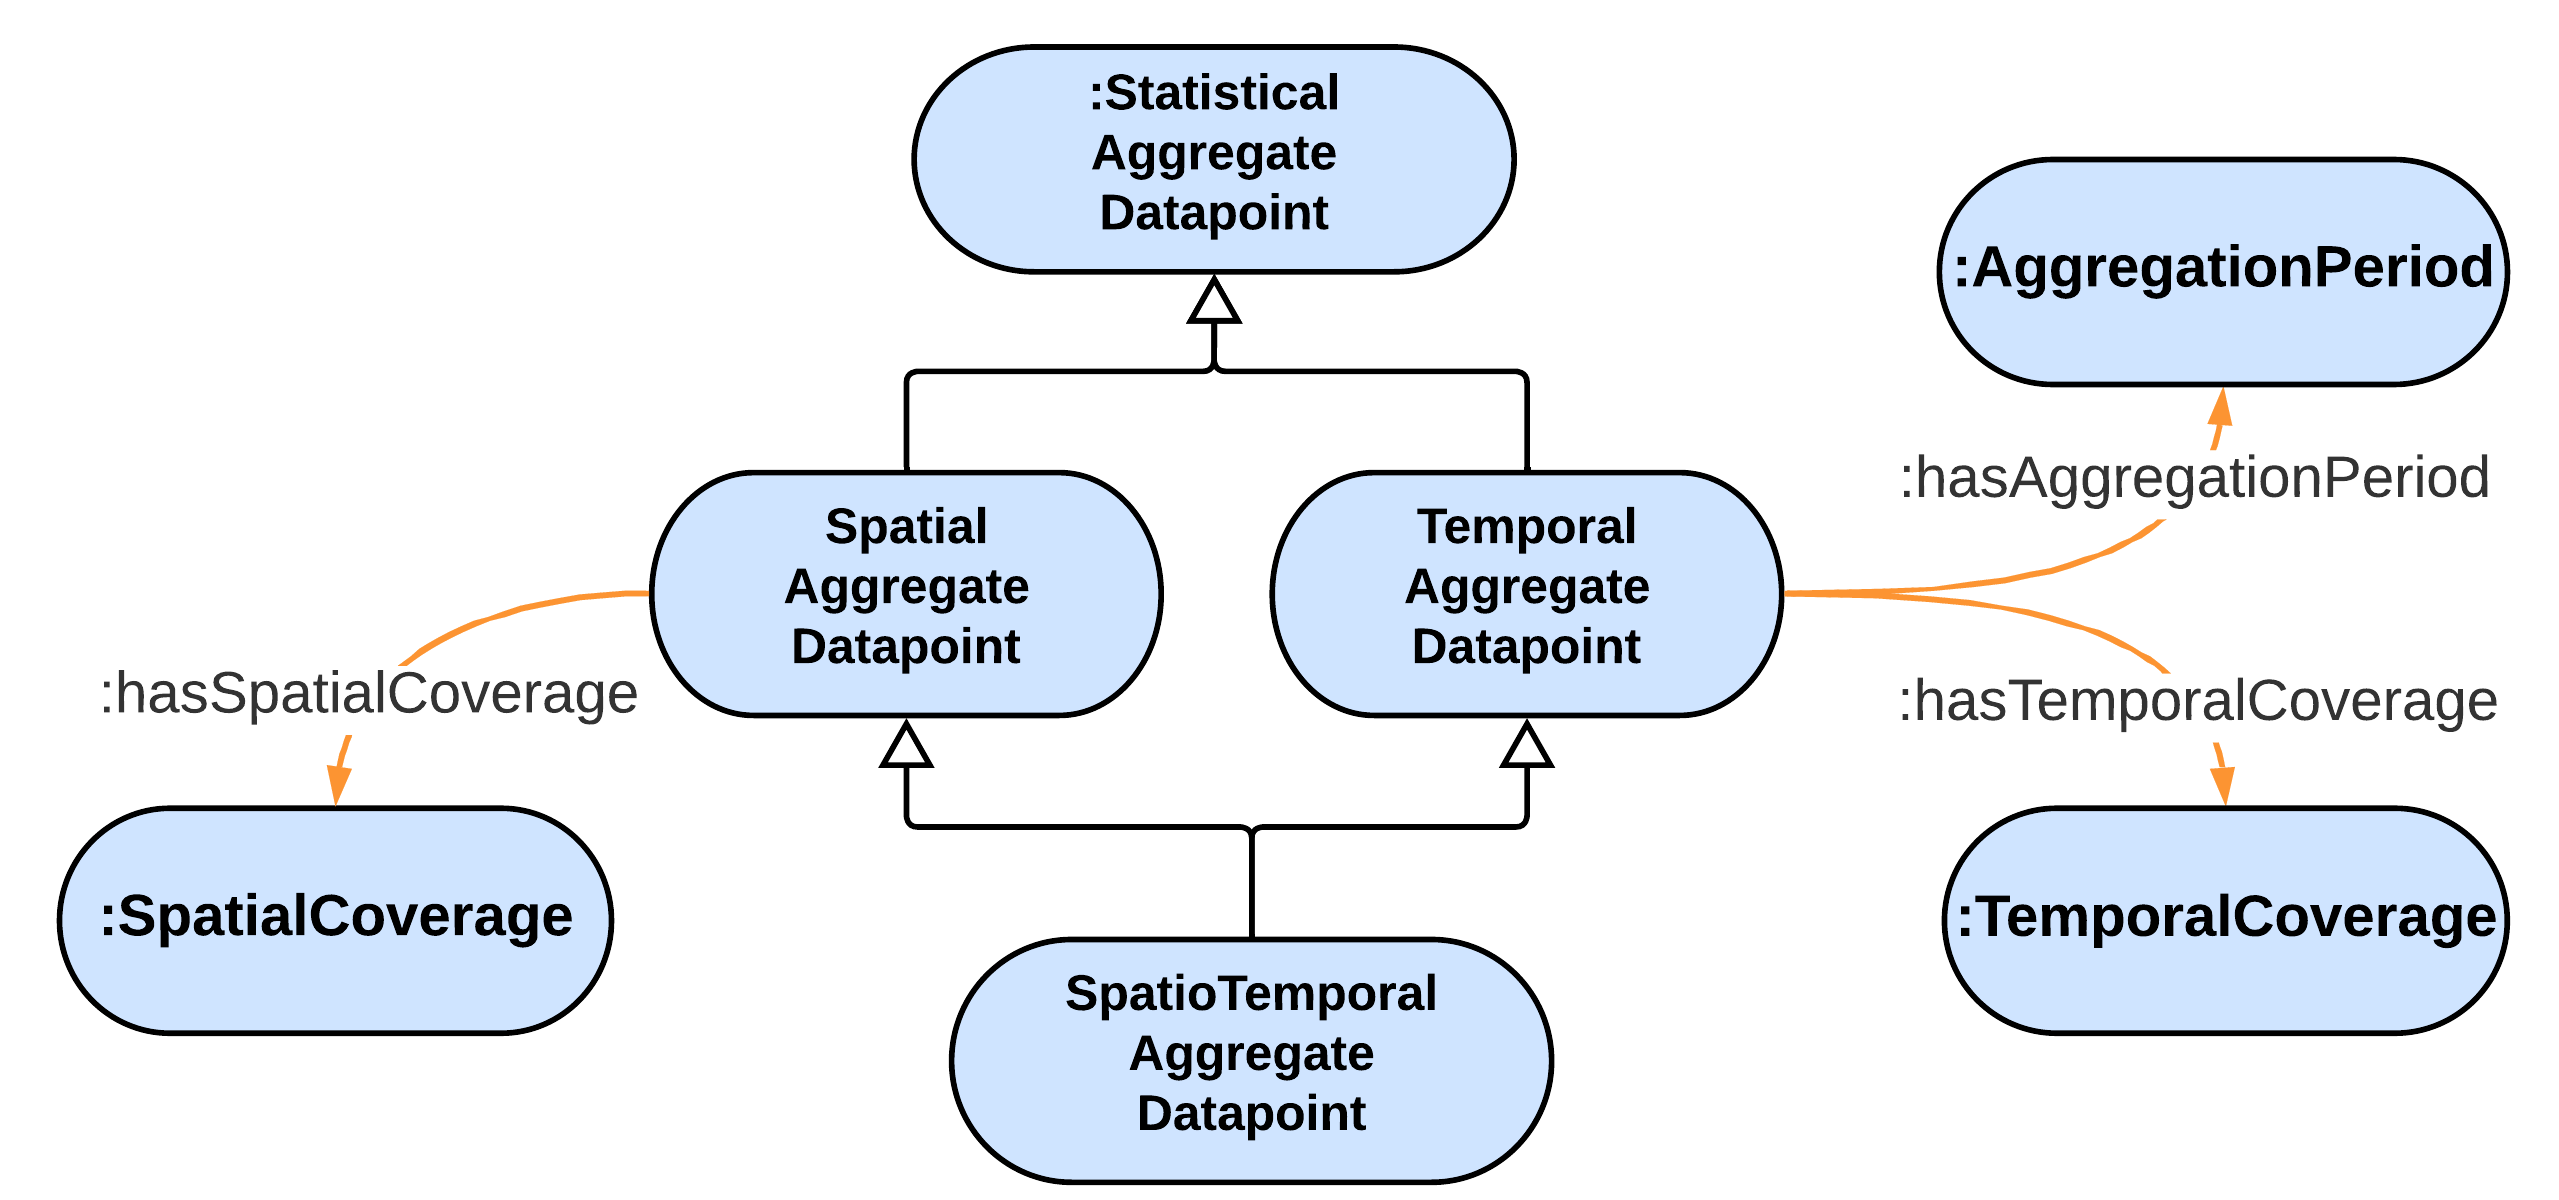 :Statistical
Aggregate
Datapoint
:AggregationPeriod
:hasAggregationPeriod
Spatial
Aggregate
Datapoint
Temporal
Aggregate
Datapoint
:hasSpatialCoverage
:hasTemporalCoverage
:SpatialCoverage
:TemporalCoverage
SpatioTemporal
Aggregate
Datapoint